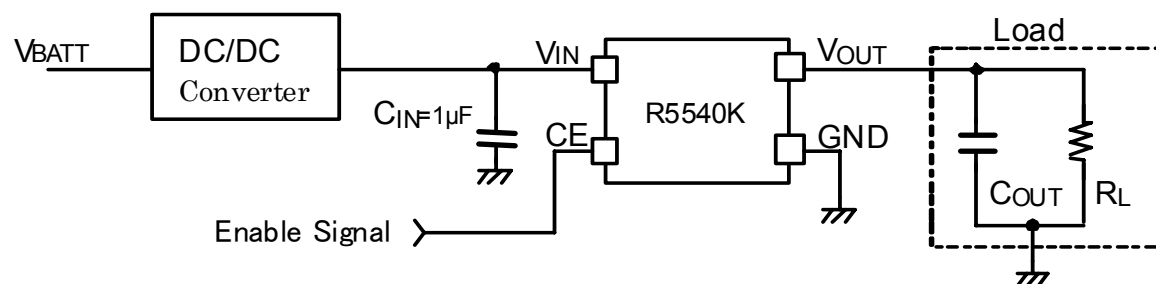 Load
VBATT
DC/DC
Converter
VIN
VOUT
CIN=1µF
R5540K
CE
GND
COUT
RL
Enable Signal